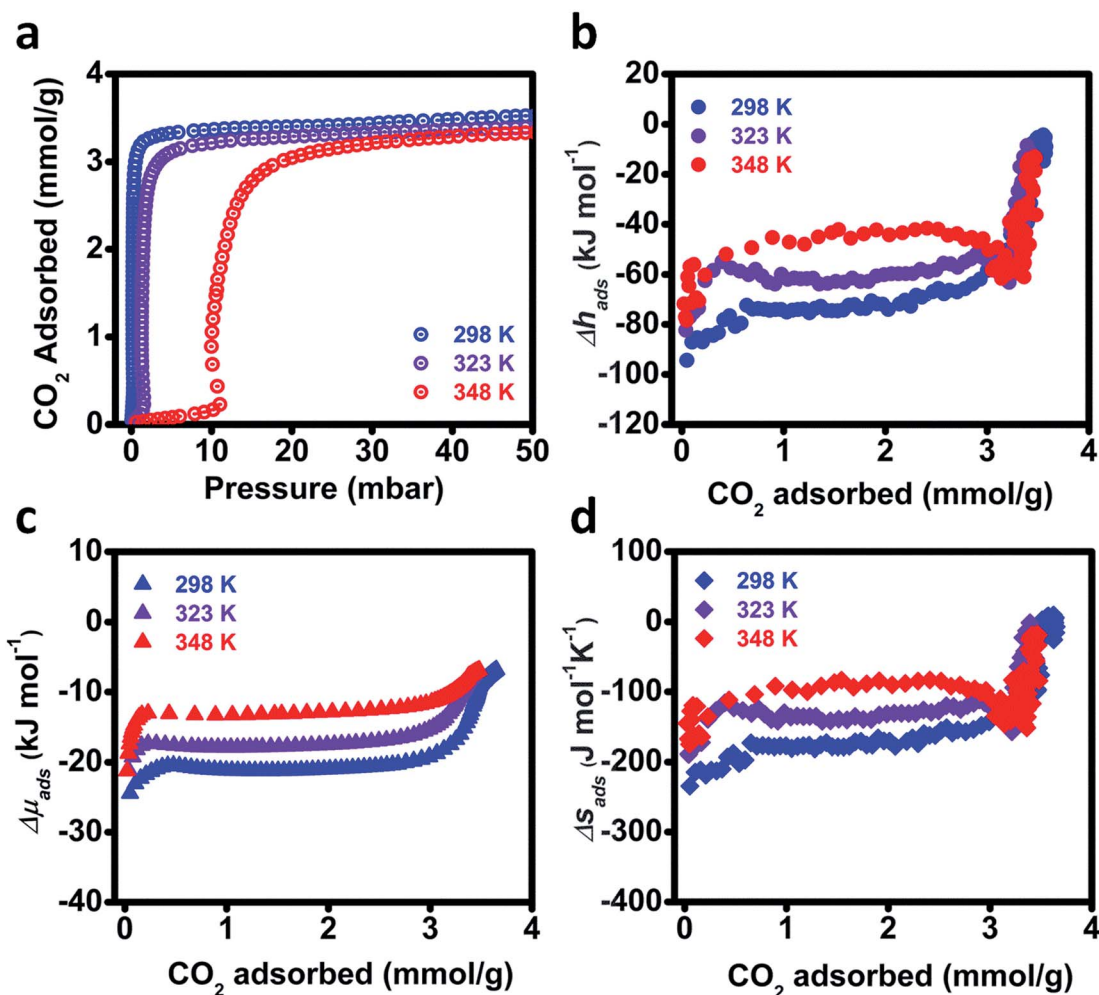 a
CO₂ Adsorbed (mmol/g)
4
3
2
1
0
298 K
323 K
348 K
0 10 20 30 40 50
Pressure (mbar)
b
Δh_ads (kJ mol⁻¹)
20
0
-20
-40
-60
-80
-100
-120
298 K
323 K
348 K
0 1 2 3 4
CO₂ adsorbed (mmol/g)
c
Δμ_ads (kJ mol⁻¹)
10
0
-10
-20
-30
-40
298 K
323 K
348 K
0 1 2 3 4
CO₂ adsorbed (mmol/g)
d
Δs_ads (J mol⁻¹K⁻¹)
100
0
-100
-200
-300
-400
298 K
323 K
348 K
0 1 2 3 4
CO₂ adsorbed (mmol/g)